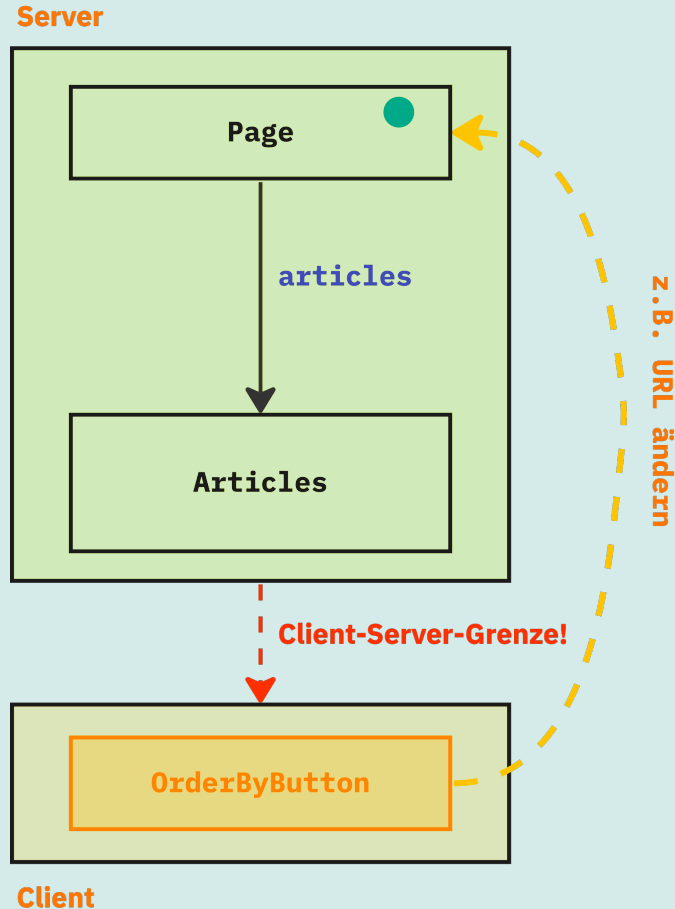 Server
Page
articles
z.B. URL ändern
Articles
Client-Server-Grenze!
OrderByButton
Client